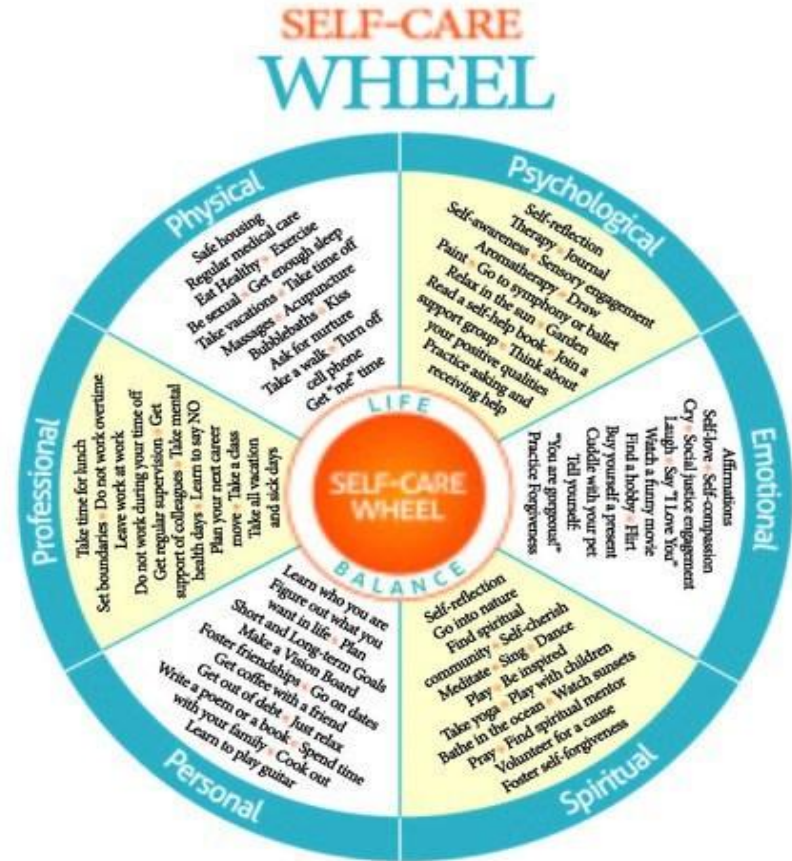 SELF-CARE
WHEEL
Physical
Safe housing
Regular medical care
Eat Healthy • Exercise
Be sexual • Get enough sleep
Take vacations • Take time off
Massages • Acupuncture
Bubblebaths • Kiss
Ask for nurture
Take a walk • Turn off
cell phone
Get "me" time
Psychological
Self-reflection
Therapy • Journal
Self-awareness • Sensory engagement
Aromatherapy • Draw
Paint • Go to symphony or ballet
Relax in the sun • Garden
Read a self-help book • Join a
support group • Think about
your positive qualities
Practice asking and
receiving help
Emotional
Affirmations
Self-love • Self-compassion
Cry • Social justice engagement
Laugh • Say "I Love You"
Watch a funny movie
Find a hobby • Flirt
Buy yourself a present
Cuddle with your pet
Tell yourself
"You are gorgeous!"
Practice Forgiveness
Spiritual
Self-reflection
Go into nature
Find spiritual
community • Self-cherish
Meditate • Sing • Dance
Play • Be inspired
Take yoga • Play with children
Bathe in the ocean • Watch sunsets
Pray • Find spiritual mentor
Volunteer for a cause
Foster self-forgiveness
Personal
Learn who you are
Figure out what you
want in life • Plan
Short and Long-term Goals
Make a Vision Board
Foster friendships • Go on dates
Get coffee with a friend
Get out of debt • Just relax
Write a poem or a book • Spend time
with your family • Cook out
Learn to play guitar
Professional
Take time for lunch
Set boundaries • Do not work overtime
Leave work at work
Do not work during your time off
Get regular supervision • Get
support of colleagues • Take mental
health days • Learn to say NO
Plan your next career
move • Take a class
Take all vacation
and sick days
LIFE
SELF-CARE
WHEEL
BALANCE